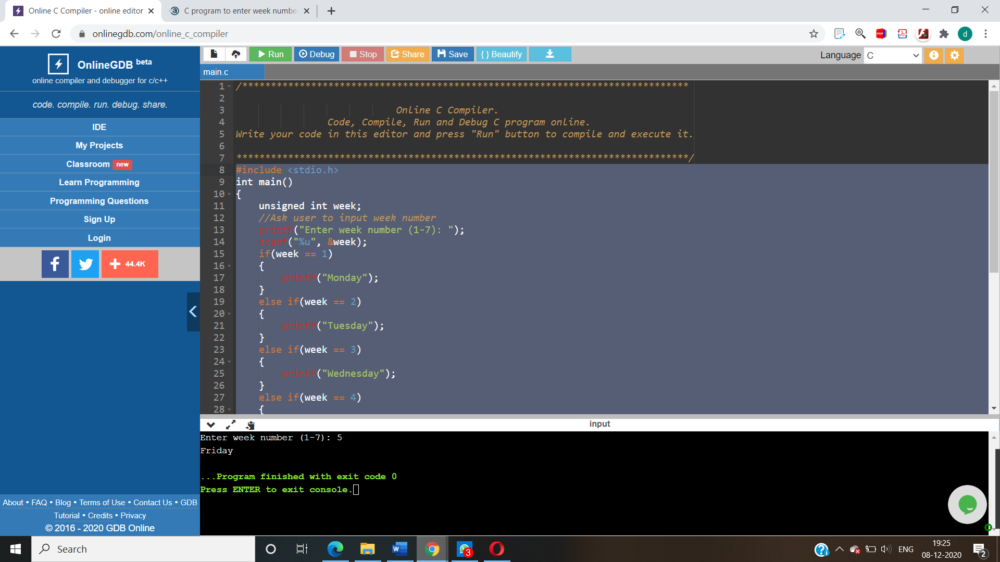 Online C Compiler - online editor
C program to enter week numbe
onlinegdb.com/online_c_compiler
d
OnlineGDB beta
online compiler and debugger for c/c++
code. compile. run. debug. share.
IDE
My Projects
Classroom new
Learn Programming
Programming Questions
Sign Up
Login
44.4K
About • FAQ • Blog • Terms of Use • Contact Us • GDB
Tutorial • Credits • Privacy
© 2016 - 2020 GDB Online
Run Debug Stop Share Save {} Beautify
Language C
main.c
1 /******************************************************************************
2
3 Online C Compiler.
4 Code, Compile, Run and Debug C program online.
5 Write your code in this editor and press "Run" button to compile and execute it.
6
7 *******************************************************************************/
8 #include <stdio.h>
9 int main()
10 {
11 unsigned int week;
12 //Ask user to input week number
13 printf("Enter week number (1-7): ");
14 scanf("%u", &week);
15 if(week == 1)
16 {
17 printf("Monday");
18 }
19 else if(week == 2)
20 {
21 printf("Tuesday");
22 }
23 else if(week == 3)
24 {
25 printf("Wednesday");
26 }
27 else if(week == 4)
28 {
input
Enter week number (1-7): 5
Friday
...Program finished with exit code 0
Press ENTER to exit console.
Search
3
ENG
19:25
08-12-2020
2